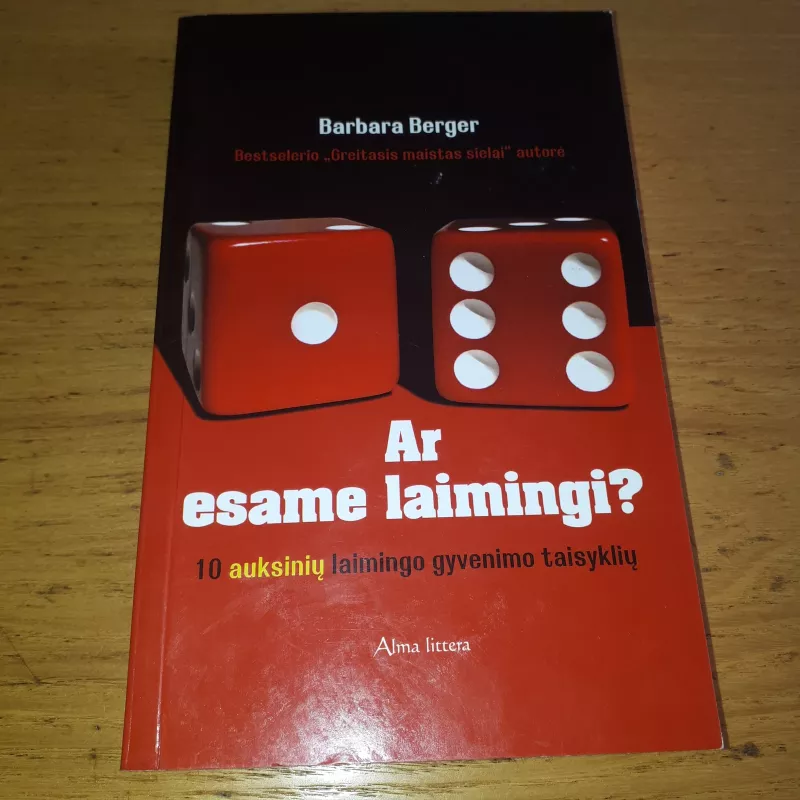 Barbara Berger
Bestselerio „Greitasis maistas sielai" autorė
Ar
esame laimingi?
10 auksinių laimingo gyvenimo taisyklių
Alma littera